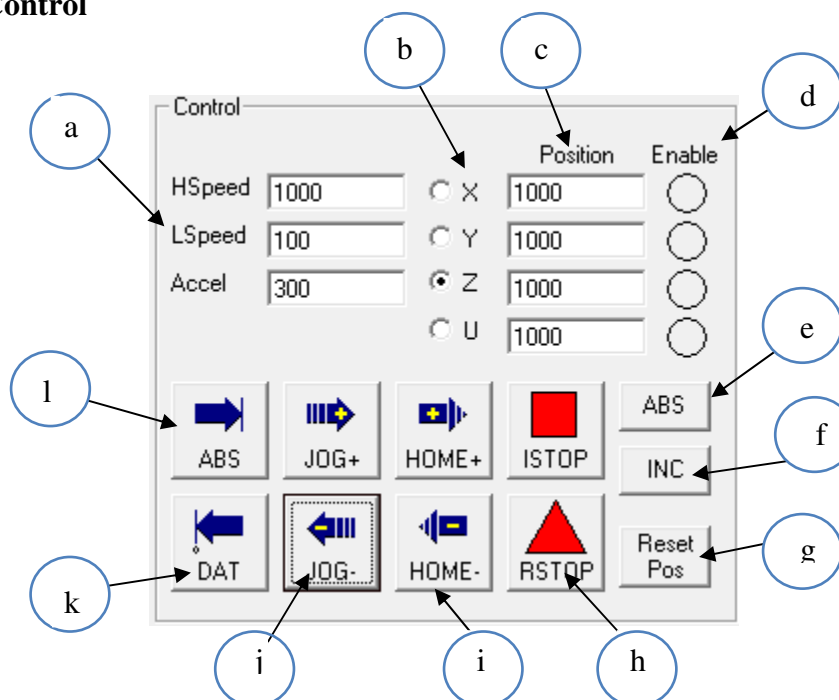 Control
b c
d
a
Control
Position Enable
HSpeed 1000 X 1000
LSpeed 100 Y 1000
Accel 300 Z 1000
U 1000
e
l
ABS JOG+ HOME+ ISTOP ABS
f
INC
DAT JOG- HOME- RSTOP Reset Pos
g
k
j i h